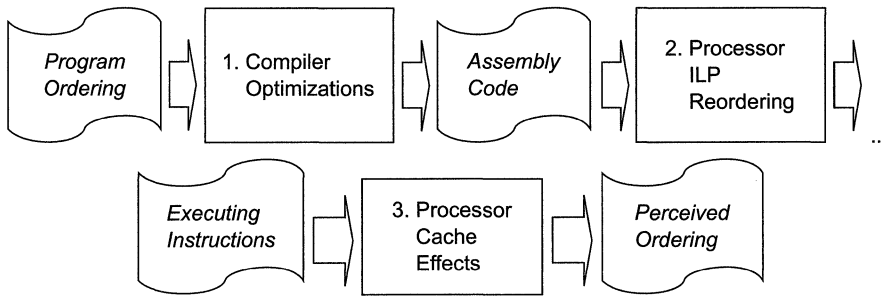 Program
Ordering
1. Compiler
Optimizations
Assembly
Code
2. Processor
ILP
Reordering
..
Executing
Instructions
3. Processor
Cache
Effects
Perceived
Ordering